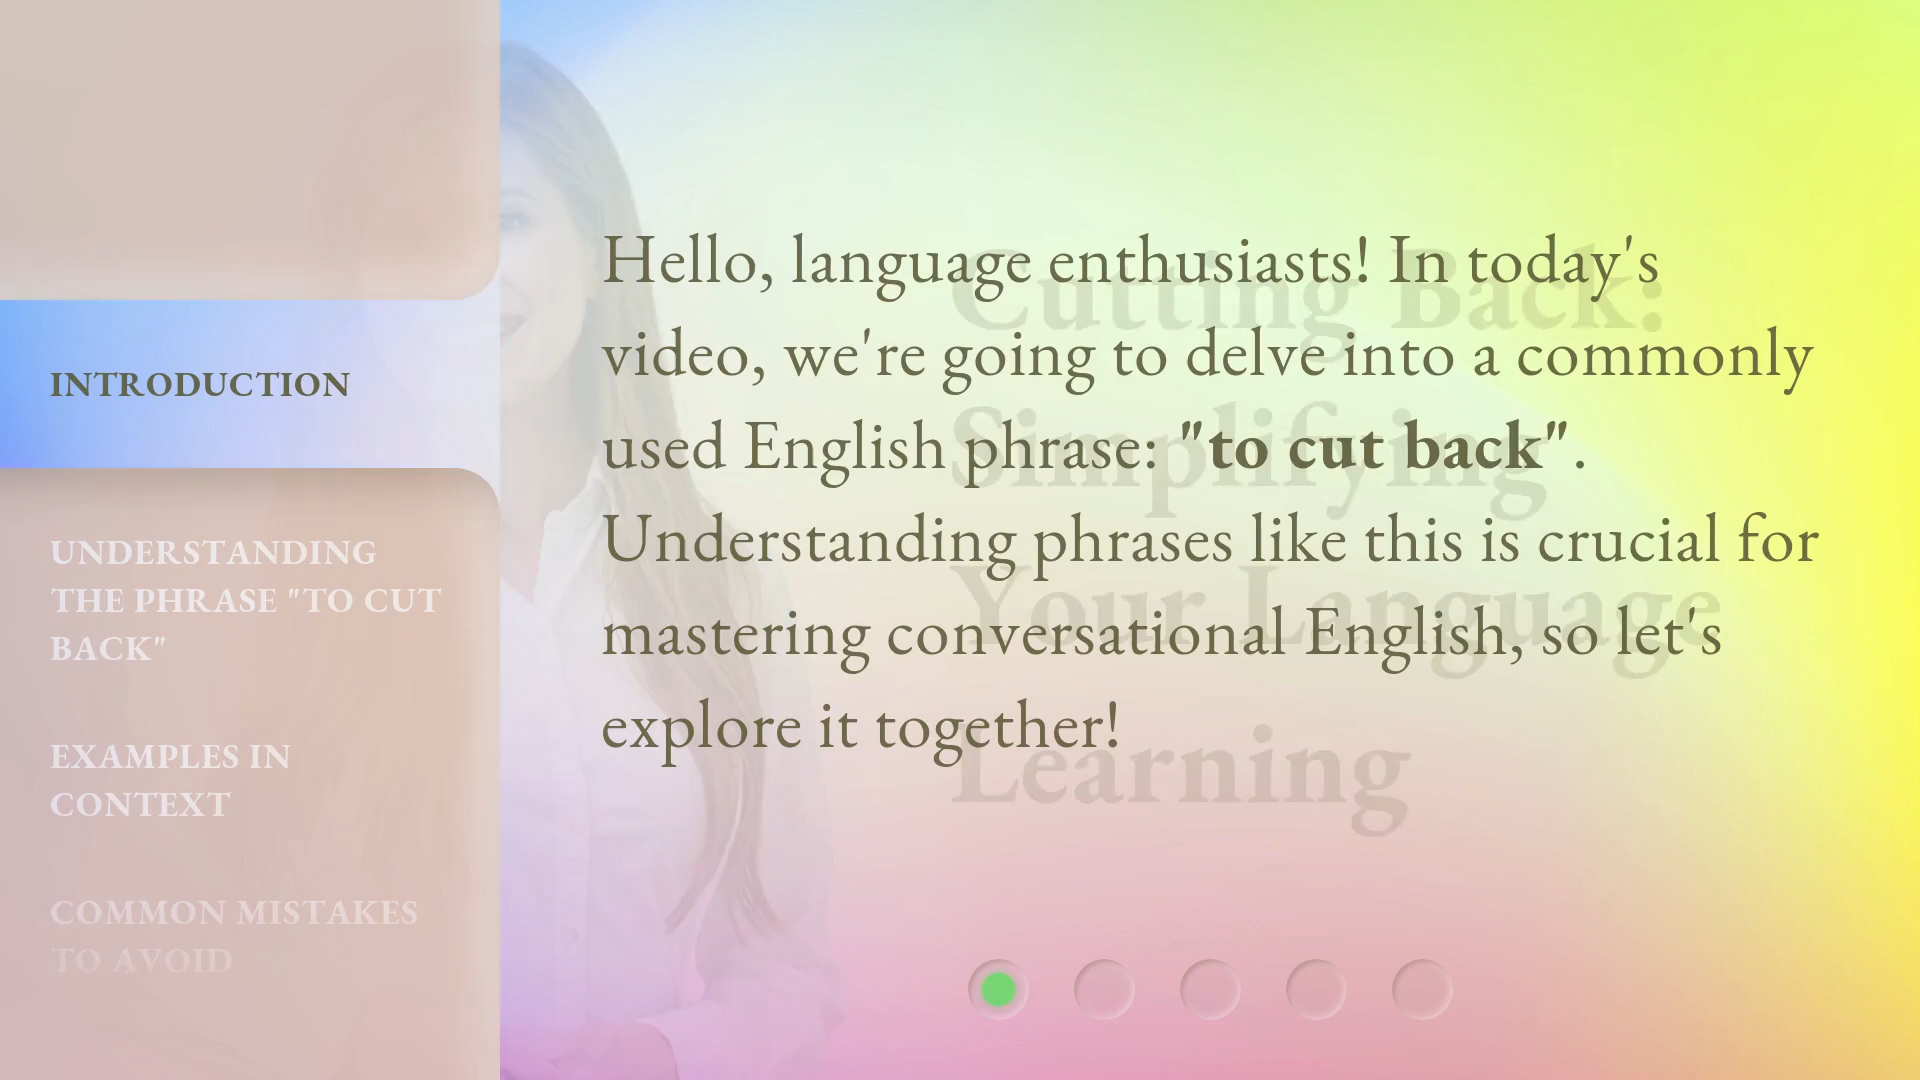 INTRODUCTION
UNDERSTANDING
THE PHRASE "TO CUT
BACK"
EXAMPLES IN
CONTEXT
COMMON MISTAKES
TO AVOID
Hello, language enthusiasts! In today's
video, we're going to delve into a commonly
used English phrase: "to cut back".
Understanding phrases like this is crucial for
mastering conversational English, so let's
explore it together!
Cutting Back:
Simplifying
Your Language
Learning